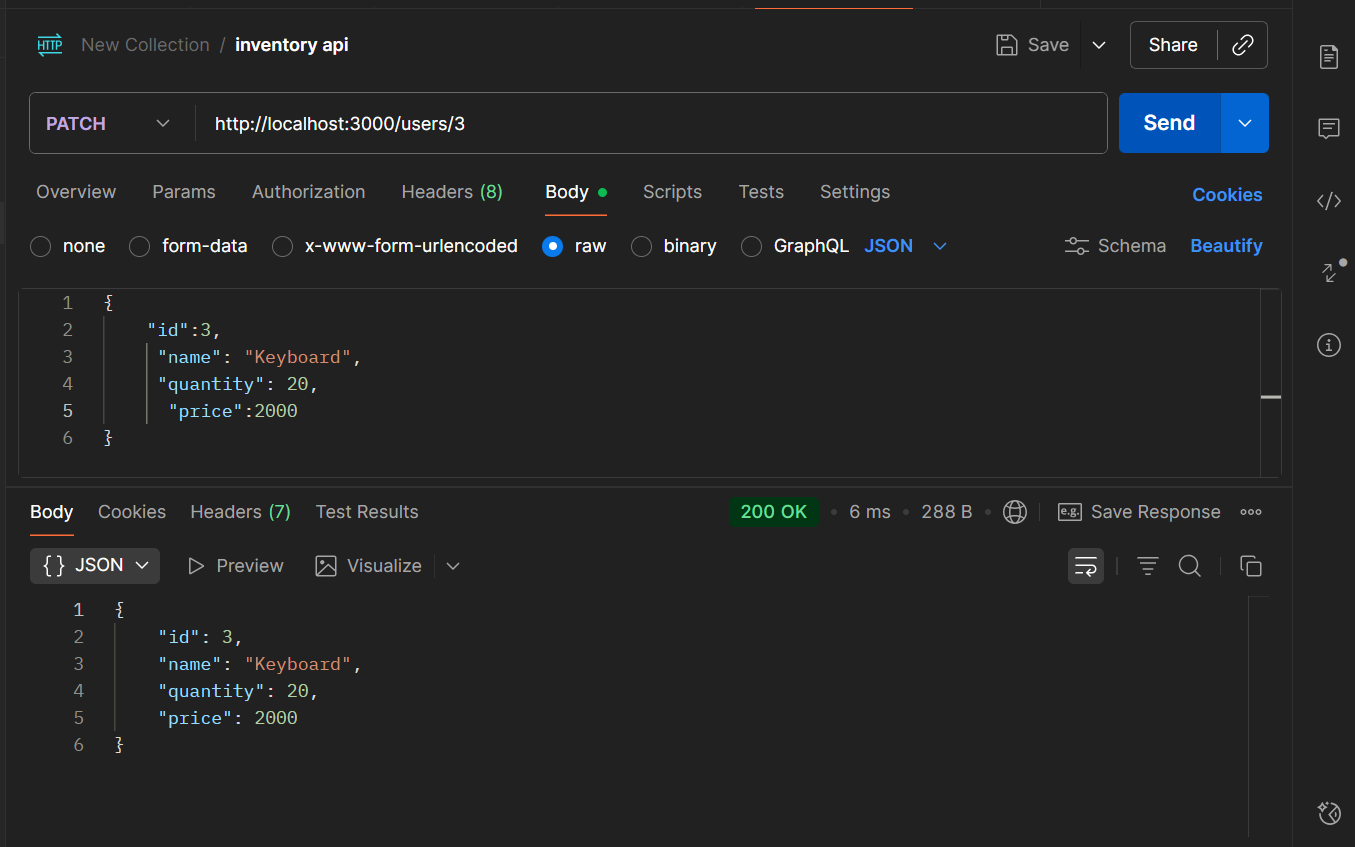 HTTP New Collection / inventory api Save Share
PATCH http://localhost:3000/users/3 Send
Overview Params Authorization Headers (8) Body Scripts Tests Settings Cookies
none form-data x-www-form-urlencoded raw binary GraphQL JSON Schema Beautify
1 {
2 "id":3,
3 "name": "Keyboard",
4 "quantity": 20,
5 "price":2000
6 }
Body Cookies Headers (7) Test Results 200 OK 6 ms 288 B e.g. Save Response
{} JSON Preview Visualize
1 {
2 "id": 3,
3 "name": "Keyboard",
4 "quantity": 20,
5 "price": 2000
6 }